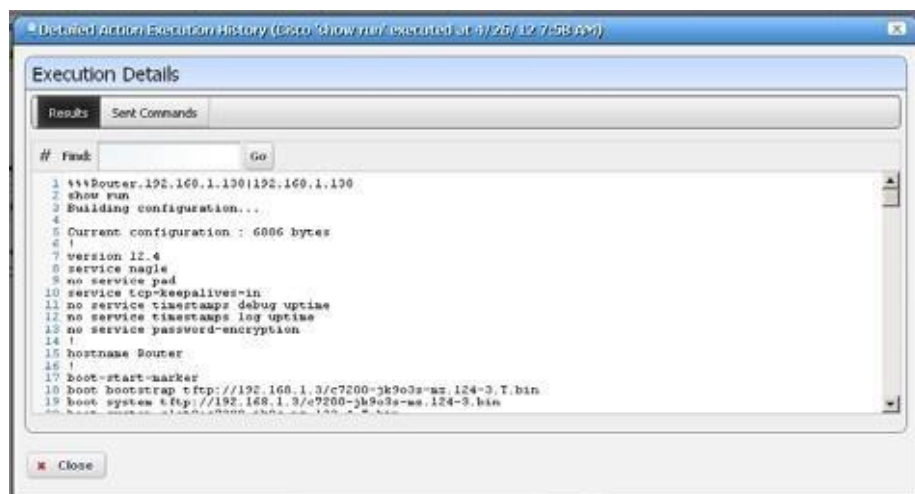 Detailed Action Execution History (Cisco 'show run' executed at 4/26/12 7:58 AM)
Execution Details
Results Sent Commands
# Find: Go
1 %%%Router.192.168.1.130|192.168.1.130
2 show run
3 Building configuration...
4
5 Current configuration : 6886 bytes
6 !
7 version 12.4
8 service nagle
9 no service pad
10 service tcp-keepalives-in
11 no service timestamps debug uptime
12 no service timestamps log uptime
13 no service password-encryption
14 !
15 hostname Router
16 !
17 boot-start-marker
18 boot bootstrap tftp://192.168.1.3/c7200-jk9o3s-mz.124-3.T.bin
19 boot system tftp://192.168.1.3/c7200-jk9o3s-mz.124-3.bin
Close